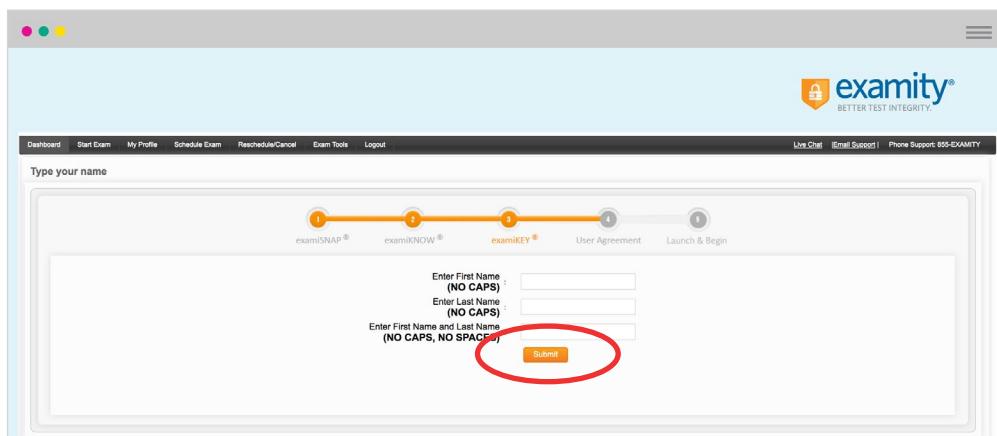 examity®
BETTER TEST INTEGRITY.
Dashboard Start Exam My Profile Schedule Exam Reschedule/Cancel Exam Tools Logout Live Chat |Email Support| Phone Support: 855-EXAMITY
Type your name
1 2 3 4 5
examiSNAP ® examiKNOW ® examiKEY ® User Agreement Launch & Begin
Enter First Name :
(NO CAPS)
Enter Last Name :
(NO CAPS)
Enter First Name and Last Name
(NO CAPS, NO SPACES)
Submit